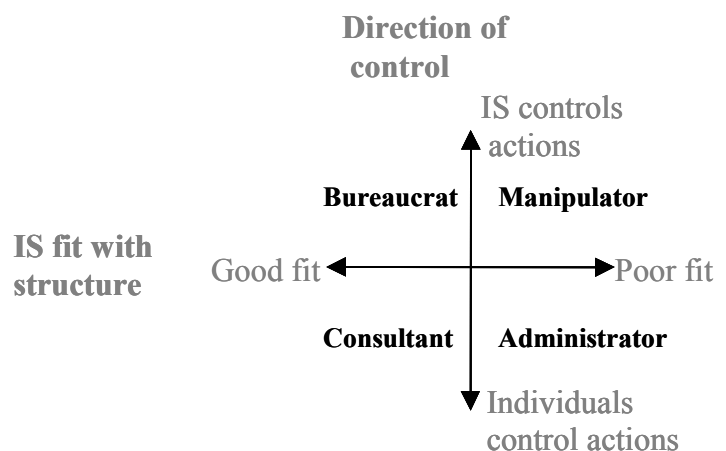 Direction of
control
IS controls
actions
Bureaucrat
Manipulator
IS fit with
structure
Good fit
Poor fit
Consultant
Administrator
Individuals
control actions